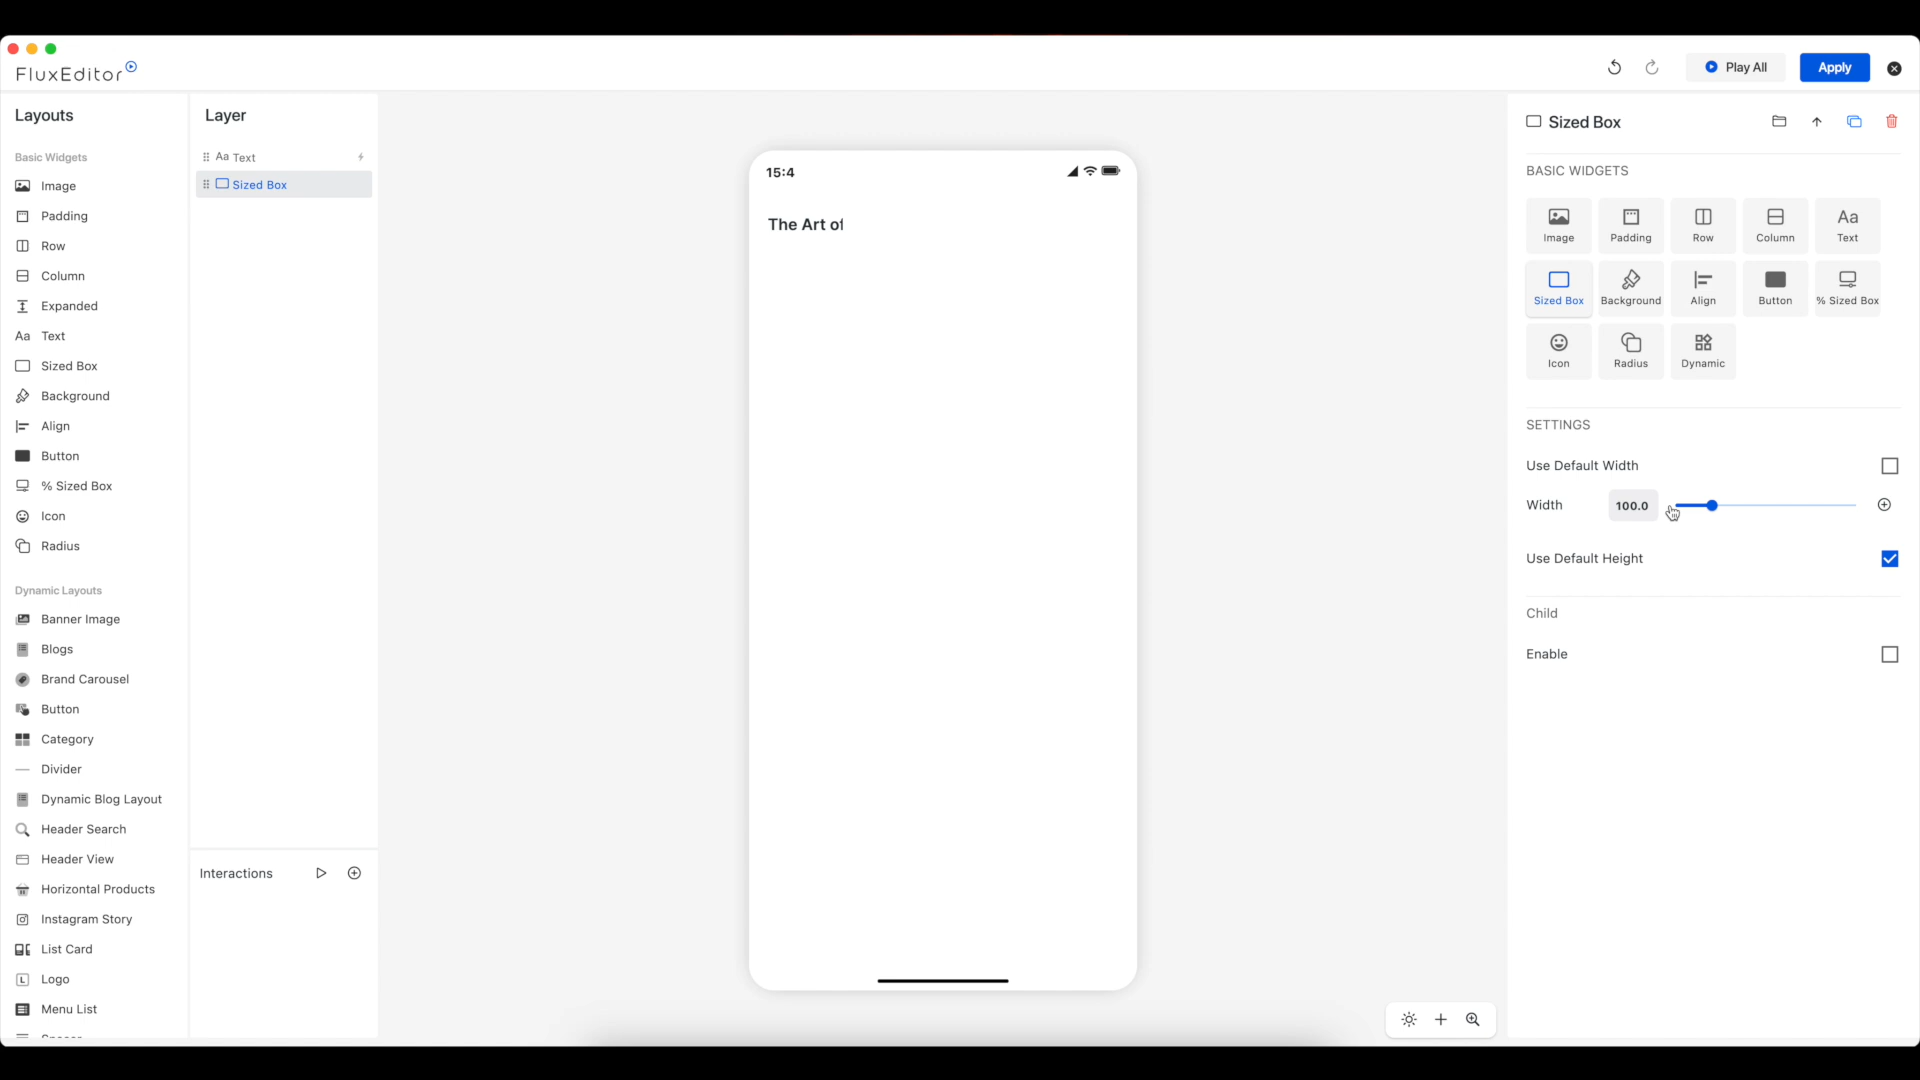 FluxEditor
Play All
Apply
Layouts
Basic Widgets
Image
Padding
Row
Column
Expanded
Aa Text
Sized Box
Background
Align
Button
% Sized Box
Icon
Radius
Dynamic Layouts
Banner Image
Blogs
Brand Carousel
Button
Category
Divider
Dynamic Blog Layout
Header Search
Header View
Horizontal Products
Instagram Story
List Card
L Logo
Menu List
Layer
Aa Text
Sized Box
Interactions
15:4
The Art of
Sized Box
BASIC WIDGETS
Image
Padding
Row
Column
Aa
Text
Sized Box
Background
Align
Button
% Sized Box
Icon
Radius
Dynamic
SETTINGS
Use Default Width
Width 100.0
Use Default Height
Child
Enable